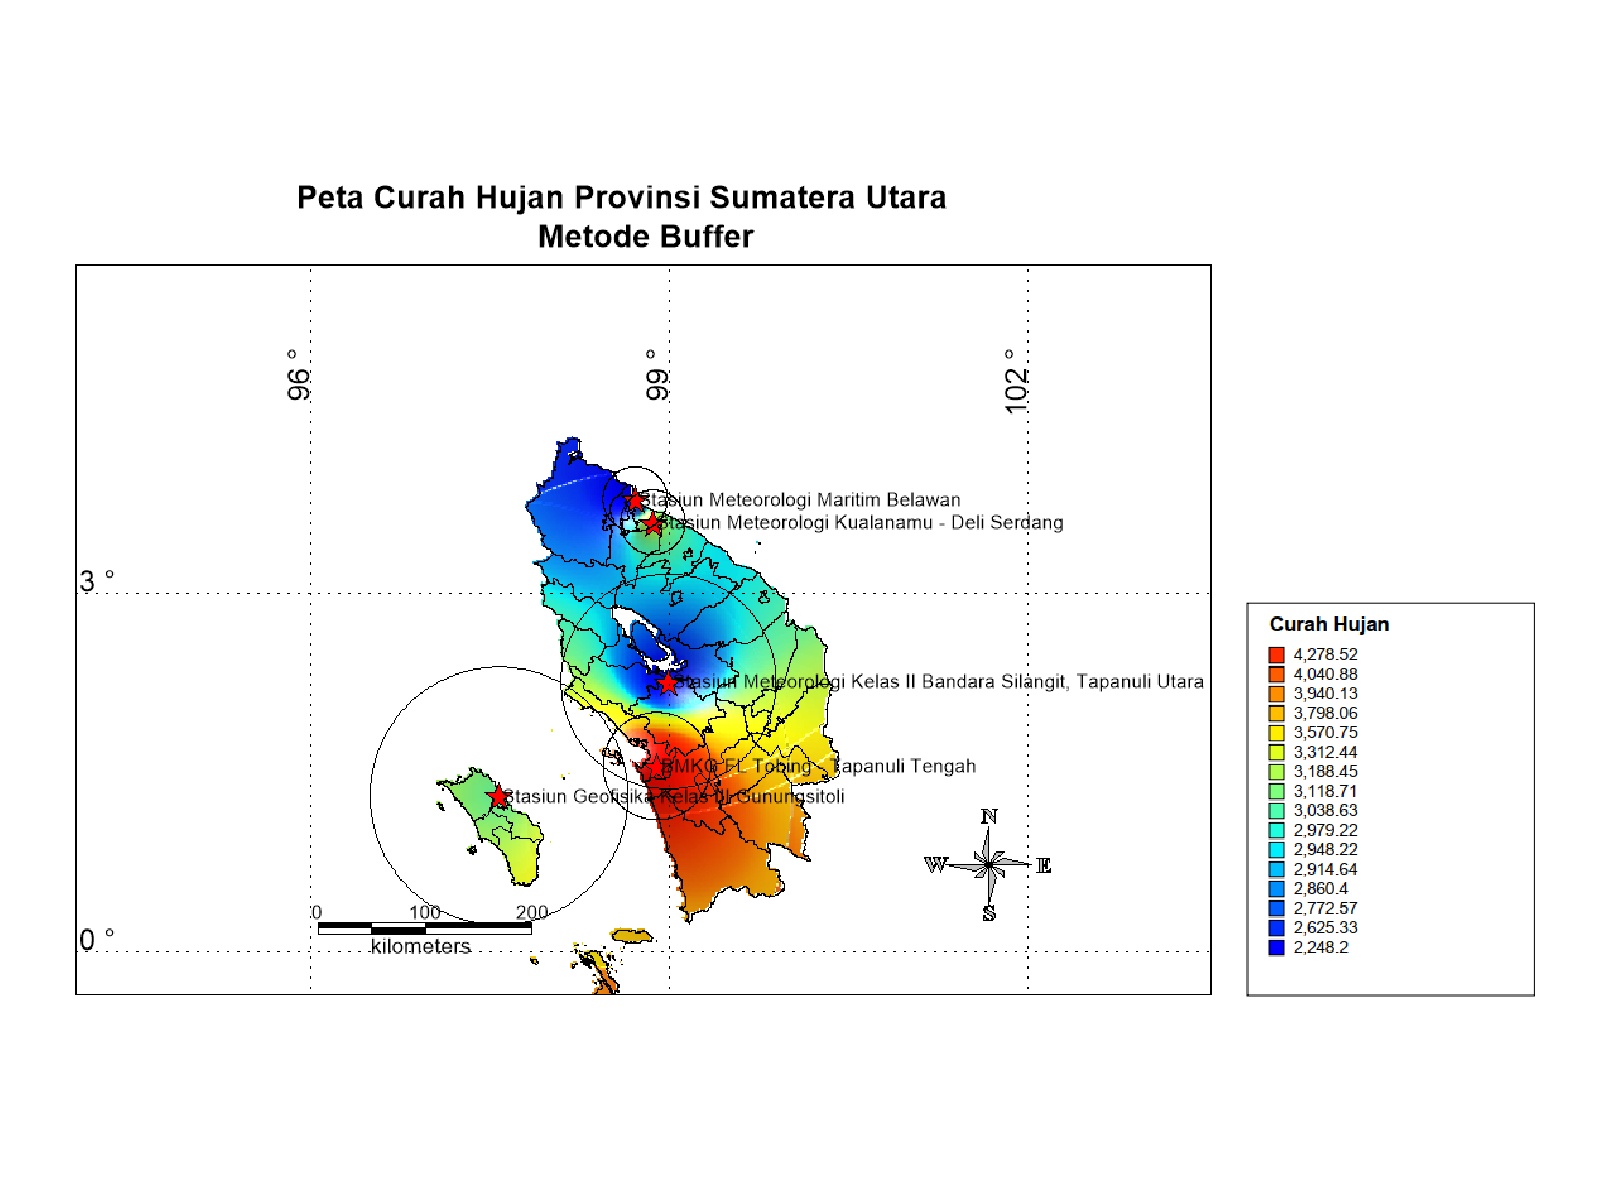 Peta Curah Hujan Provinsi Sumatera Utara
Metode Buffer
96 °
99 °
102 °
Stasiun Meteorologi Maritim Belawan
Stasiun Meteorologi Kualanamu - Deli Serdang
3 °
Stasiun Meteorologi Kelas II Bandara Silangit, Tapanuli Utara
BMKG FL Tobing - Tapanuli Tengah
Stasiun Geofisika Kelas III Gunungsitoli
N
W E
S
0 100 200
kilometers
0 °
Curah Hujan
4,278.52
4,040.88
3,940.13
3,798.06
3,570.75
3,312.44
3,188.45
3,118.71
3,038.63
2,979.22
2,948.22
2,914.64
2,860.4
2,772.57
2,625.33
2,248.2